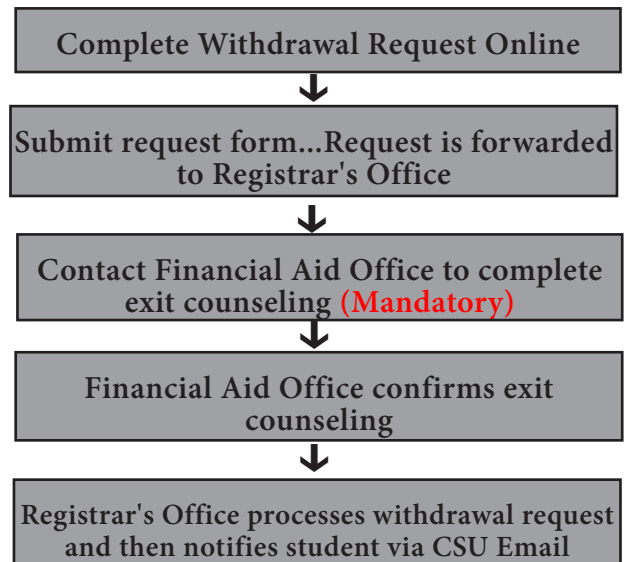 Complete Withdrawal Request Online
Submit request form...Request is forwarded
to Registrar's Office
Contact Financial Aid Office to complete
exit counseling (Mandatory)
Financial Aid Office confirms exit
counseling
Registrar's Office processes withdrawal request
and then notifies student via CSU Email